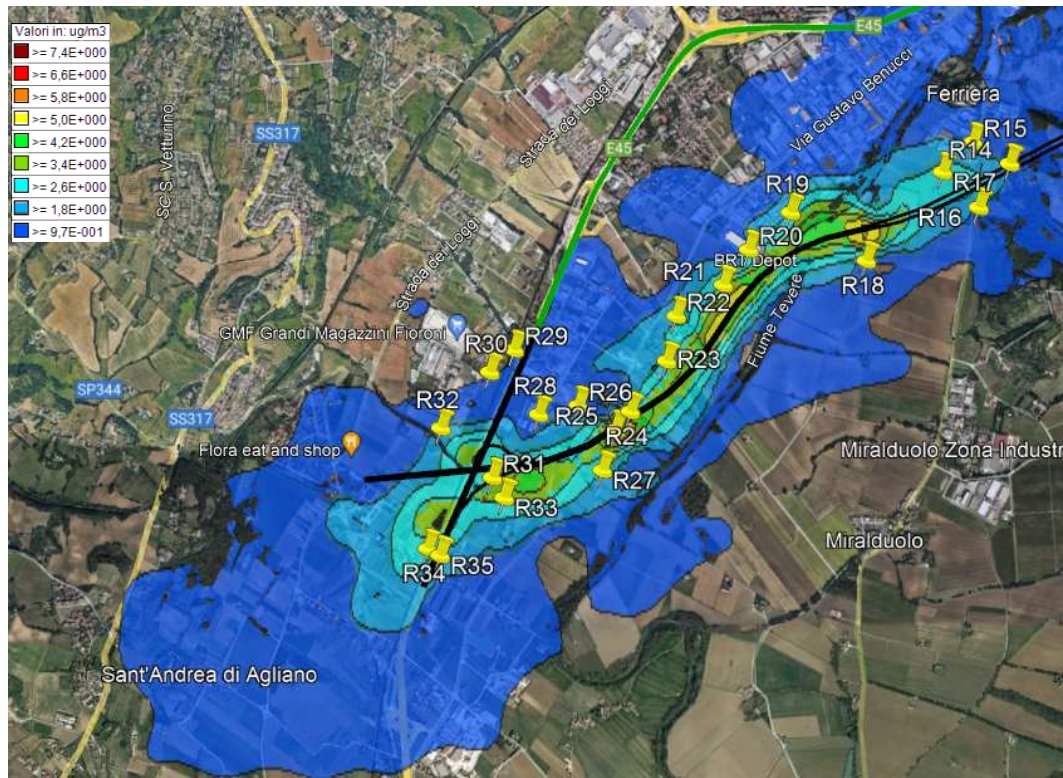 Valori in: ug/m3
>= 7,4E+000
>= 6,6E+000
>= 5,8E+000
>= 5,0E+000
>= 4,2E+000
>= 3,4E+000
>= 2,6E+000
>= 1,8E+000
>= 9,7E-001
E45
Ferriera
Via Gustavo Benucci
SS317
SC.S. Vetturino
Strada dei Loggi
E45
R15
R14
R17
R19
R16
R20
R18
BRT Depot
R21
R22
Fiume Tevere
Strada dei Loggi
GMF Grandi Magazzini Fioroni
R29
R30
R23
SP344
SS317
R28
R26
R25
R32
R24
Flora eat and shop
Miralduolo Zona Industr
R31
R27
R33
Miralduolo
R34
R35
Sant'Andrea di Agliano